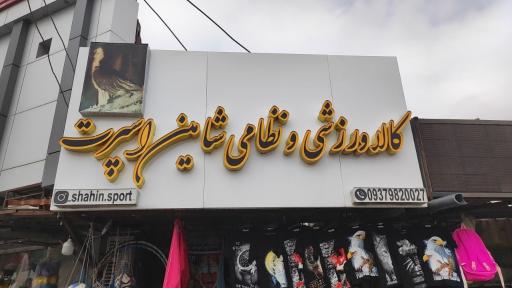 کالا ورزشی و نظامی شاهین اسپرت
.shahin.sport
09379820027